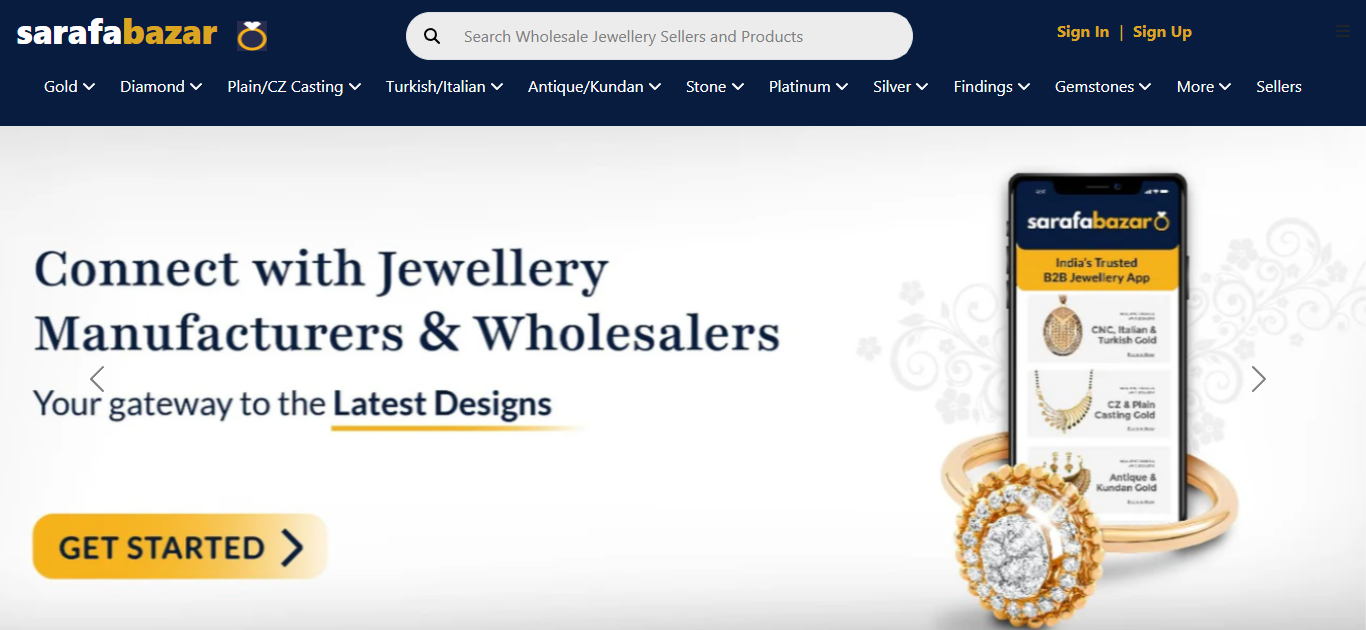 sarafabazar
Search Wholesale Jewellery Sellers and Products
Sign In | Sign Up
Gold Diamond Plain/CZ Casting Turkish/Italian Antique/Kundan Stone Platinum Silver Findings Gemstones More Sellers
Connect with Jewellery
Manufacturers & Wholesalers
Your gateway to the Latest Designs
GET STARTED
sarafabazar
India's Trusted
B2B Jewellery App
CNC, Italian &
Turkish Gold
CZ & Plain
Casting Gold
Antique &
Kundan Gold